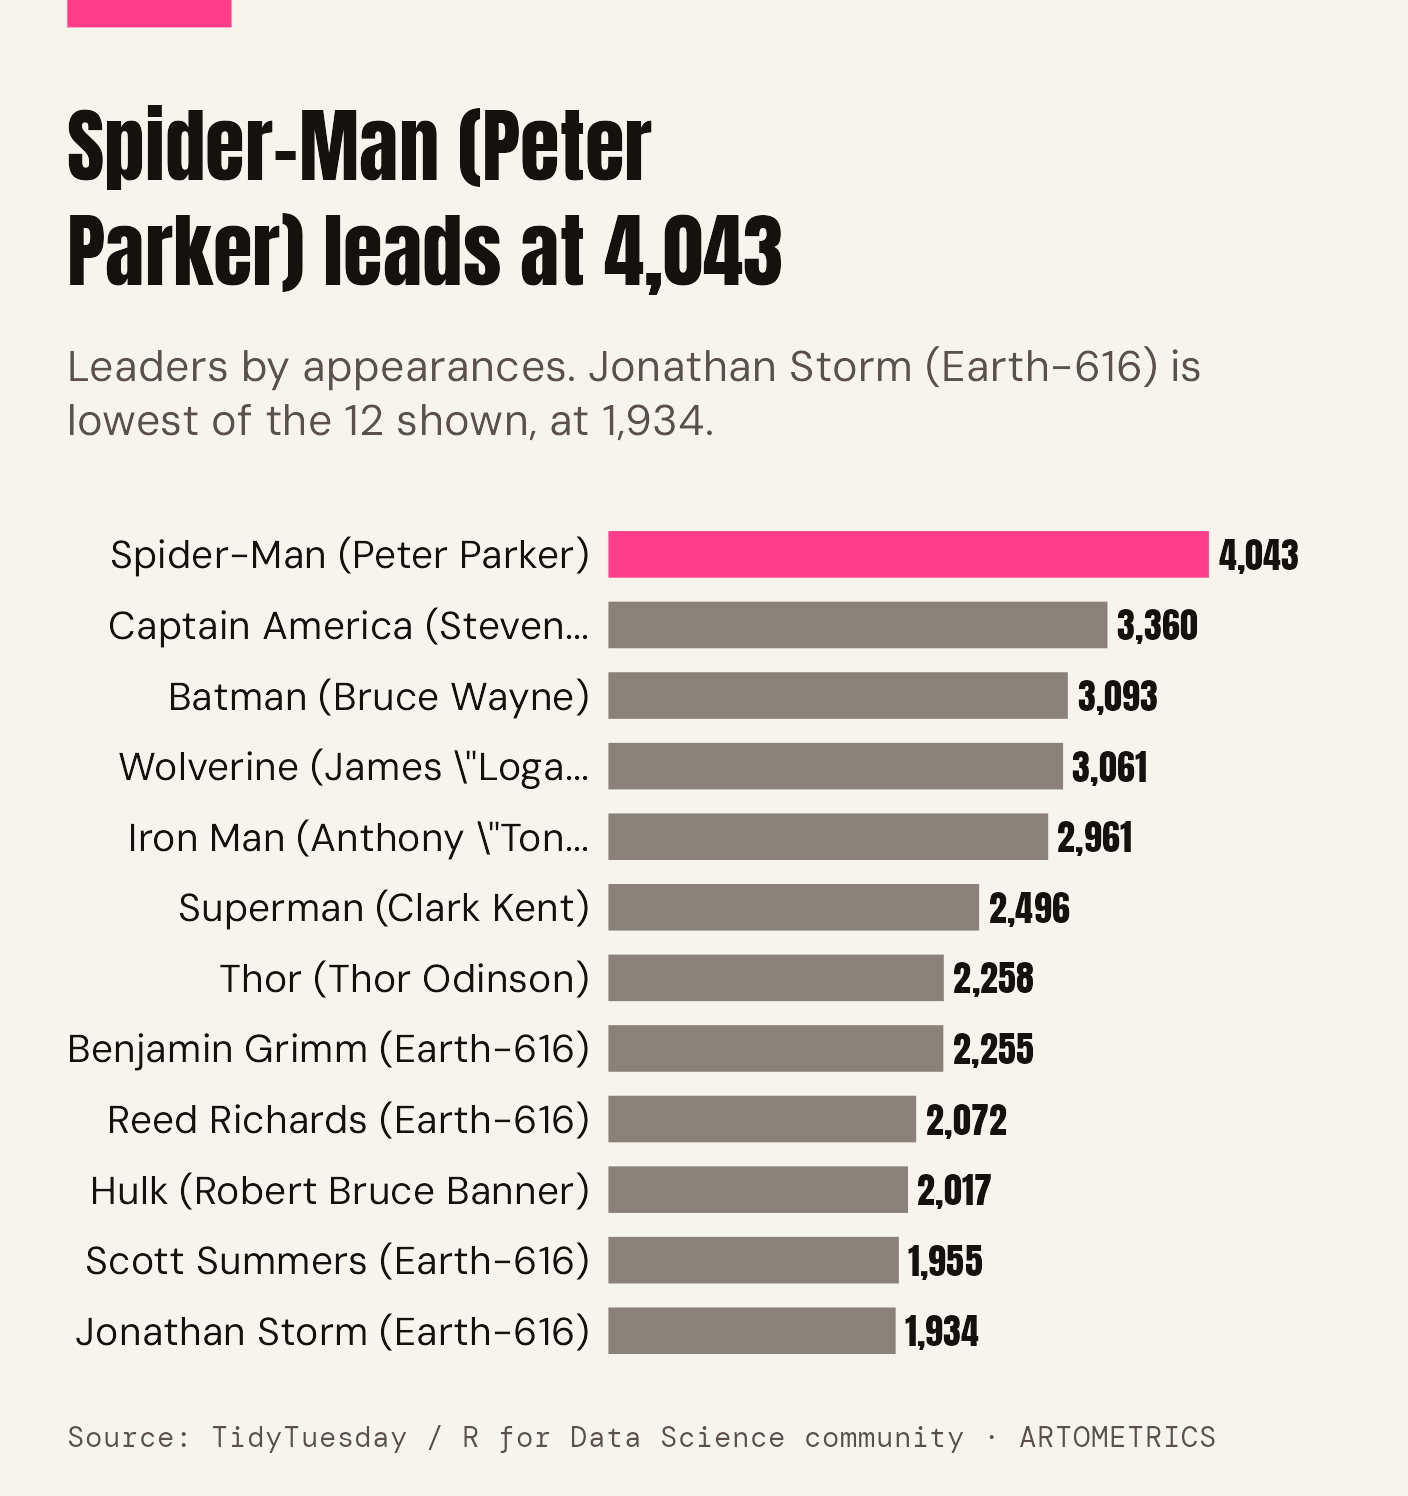 Spider-Man (Peter
Parker) leads at 4,043
Leaders by appearances. Jonathan Storm (Earth-616) is
lowest of the 12 shown, at 1,934.
Spider-Man (Peter Parker) 4,043
Captain America (Steven... 3,360
Batman (Bruce Wayne) 3,093
Wolverine (James \"Loga... 3,061
Iron Man (Anthony \"Ton... 2,961
Superman (Clark Kent) 2,496
Thor (Thor Odinson) 2,258
Benjamin Grimm (Earth-616) 2,255
Reed Richards (Earth-616) 2,072
Hulk (Robert Bruce Banner) 2,017
Scott Summers (Earth-616) 1,955
Jonathan Storm (Earth-616) 1,934
Source: TidyTuesday / R for Data Science community · ARTOMETRICS